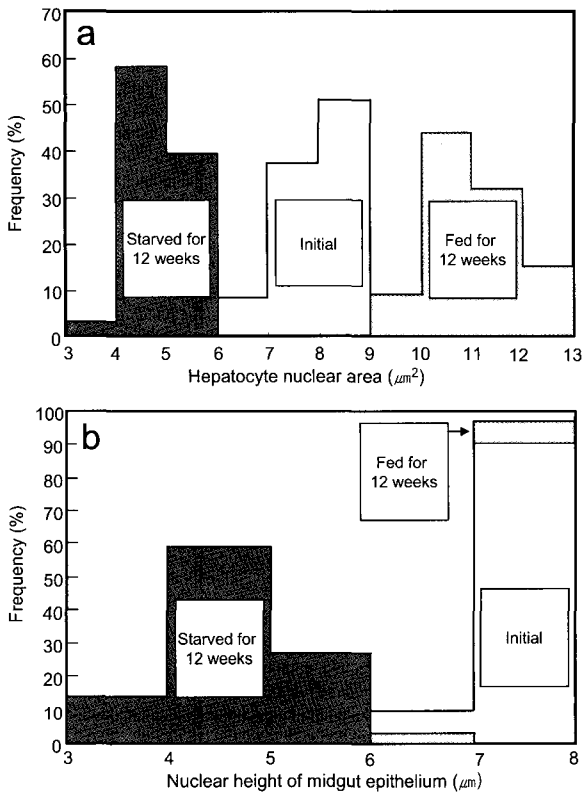 a
70
60
50
40
30
20
10
0
Frequency (%)
Starved for
12 weeks
Initial
Fed for
12 weeks
3 4 5 6 7 8 9 10 11 12 13
Hepatocyte nuclear area (μm²)
b
100
90
80
70
60
50
40
30
20
10
0
Frequency (%)
Fed for
12 weeks
Starved for
12 weeks
Initial
3 4 5 6 7 8
Nuclear height of midgut epithelium (μm)